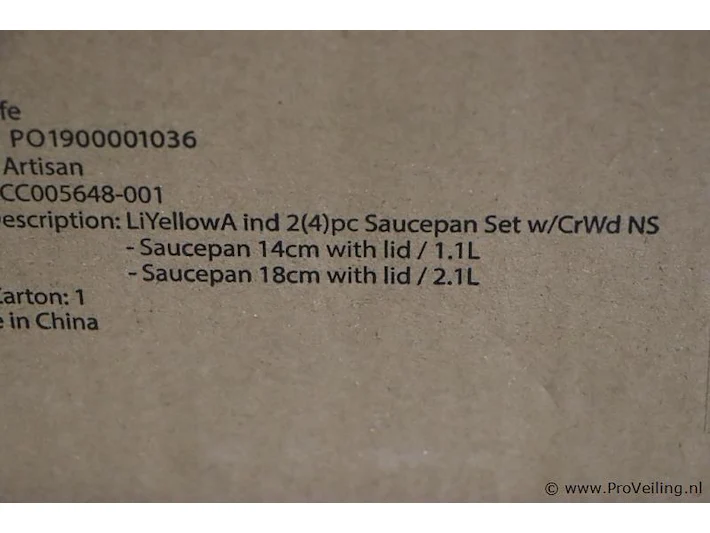 fe
PO1900001036
Artisan
CC005648-001
escription: LiYellowA ind 2(4)pc Saucepan Set w/CrWd NS
- Saucepan 14cm with lid / 1.1L
- Saucepan 18cm with lid / 2.1L
Carton: 1
e in China
© www.ProVeiling.nl